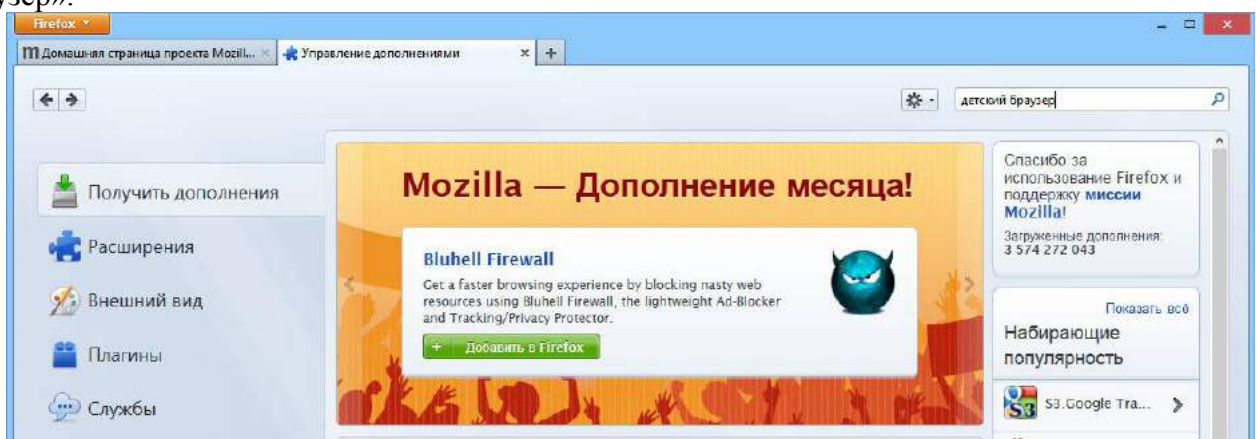 узер».
Firefox
Домашняя страница проекта Mozill...
Управление дополнениями
детский браузер
Получить дополнения
Расширения
Внешний вид
Плагины
Службы
Mozilla — Дополнение месяца!
Bluhell Firewall
Get a faster browsing experience by blocking nasty web
resources using Bluhell Firewall, the lightweight Ad-Blocker
and Tracking/Privacy Protector.
+ Добавить в Firefox
Спасибо за
использование Firefox и
поддержку миссии
Mozilla!
Загруженные дополнения:
3 574 272 043
Показать всё
Набирающие
популярность
S3.Google Tra...